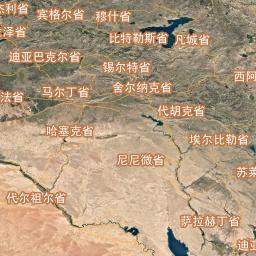 杰利省
宾格尔省
穆什省
泽省
比特勒斯省
凡城省
迪亚巴克尔省
锡尔特省
西阿
马尔丁省
舍尔纳克省
法省
代胡克省
哈塞克省
埃尔比勒省
尼尼微省
苏莱
代尔祖尔省
萨拉赫丁省
迪亚